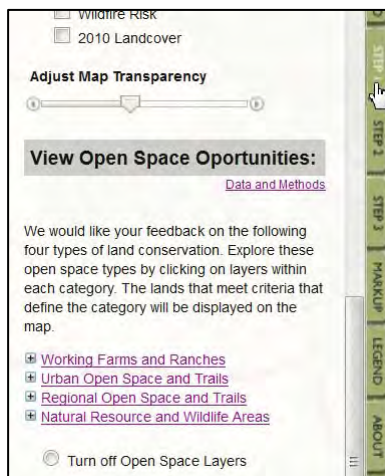 Wildfire Risk
2010 Landcover
Adjust Map Transparency
View Open Space Oportunities:
Data and Methods
We would like your feedback on the following
four types of land conservation. Explore these
open space types by clicking on layers within
each category. The lands that meet criteria that
define the category will be displayed on the
map.
Working Farms and Ranches
Urban Open Space and Trails
Regional Open Space and Trails
Natural Resource and Wildlife Areas
Turn off Open Space Layers
STEP
STEP 2
STEP 3
MARKUP
LEGEND
ABOUT